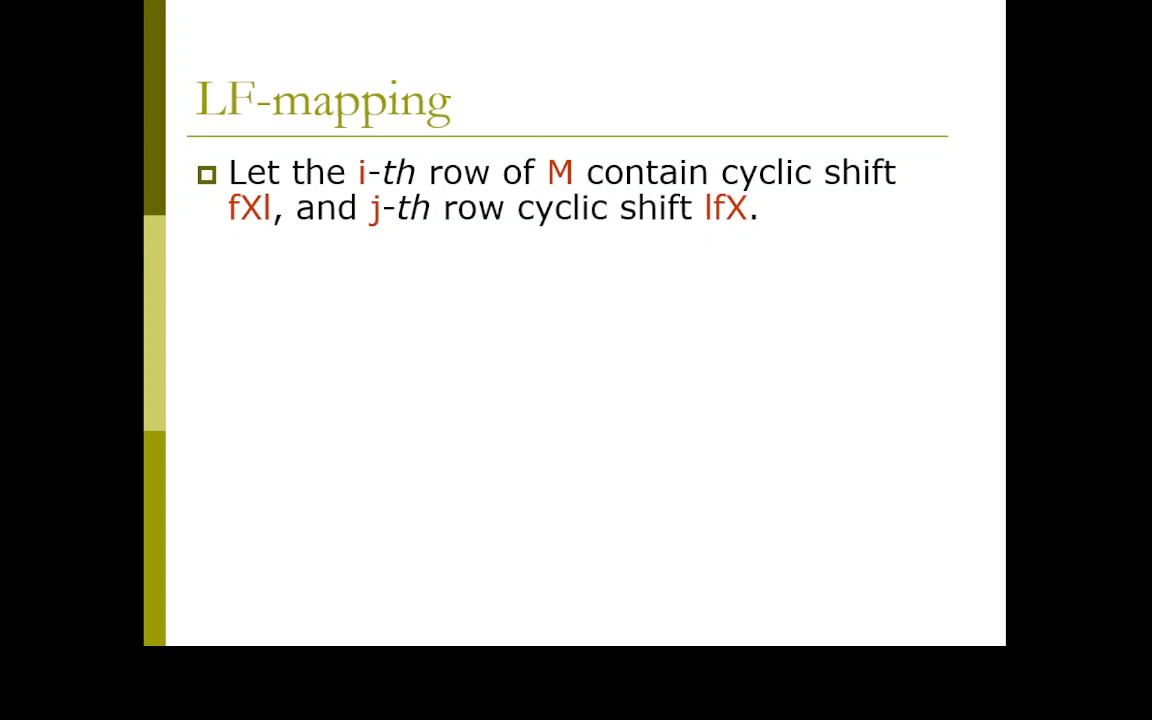 LF-mapping
Let the i-th row of M contain cyclic shift
fXl, and j-th row cyclic shift lfX.